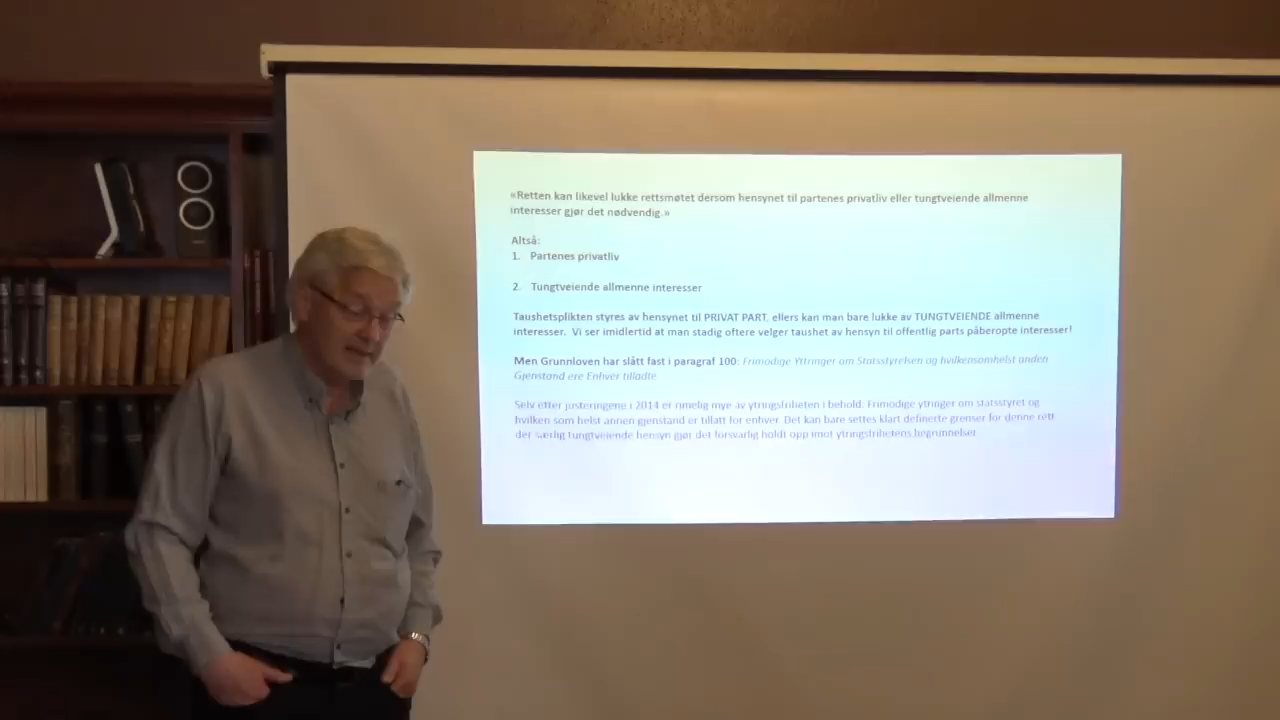 «Retten kan likevel lukke rettsmøtet dersom hensynet til partenes privatliv eller tungtveiende allmenne
interesser gjør det nødvendig.»
Altså:
1. Partenes privatliv
2. Tungtveiende allmenne interesser
Taushetsplikten styres av hensynet til PRIVAT PART, ellers kan man bare lukke av TUNGTVEIENDE allmenne
interesser. Vi ser imidlertid at man stadig oftere velger taushet av hensyn til offentlig parts påberopte interesser!
Men Grunnloven har slått fast i paragraf 100: Frimodige Yttringer om Statsstyrelsen og hvilkensomhelst anden
Gjenstand ere Enhver tilladte
Selv etter justeringene i 2014 er rimelig mye av ytringsfriheten i behold. Frimodige ytringer om statsstyret og
hvilken som helst annen gjenstand er tillatt for enhver. Det kan bare settes klart definerte grenser for denne rett
der særlig tungtveiende hensyn gjør det forsvarlig holdt opp imot ytringsfrihetens begrunnelser